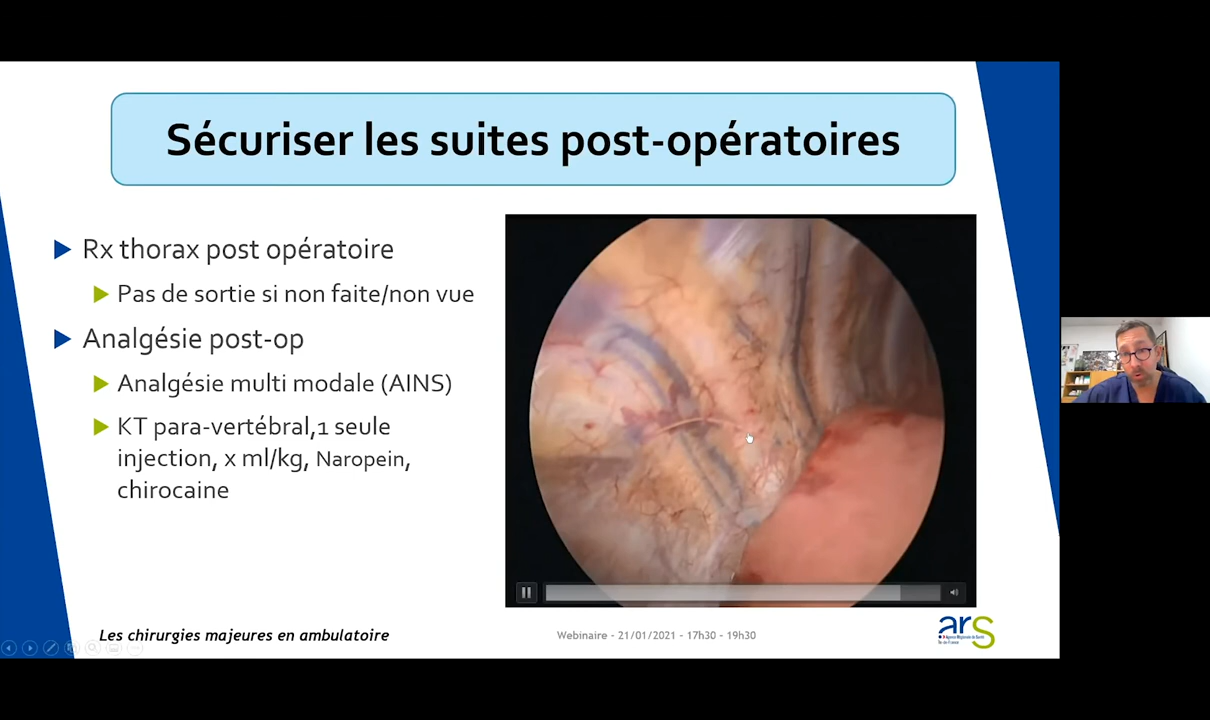 Sécuriser les suites post-opératoires
Rx thorax post opératoire
Pas de sortie si non faite/non vue
Analgésie post-op
Analgésie multi modale (AINS)
KT para-vertébral,1 seule
injection, x ml/kg, Naropein,
chirocaine
Les chirurgies majeures en ambulatoire
Webinaire - 21/01/2021 - 17h30 - 19h30
ars